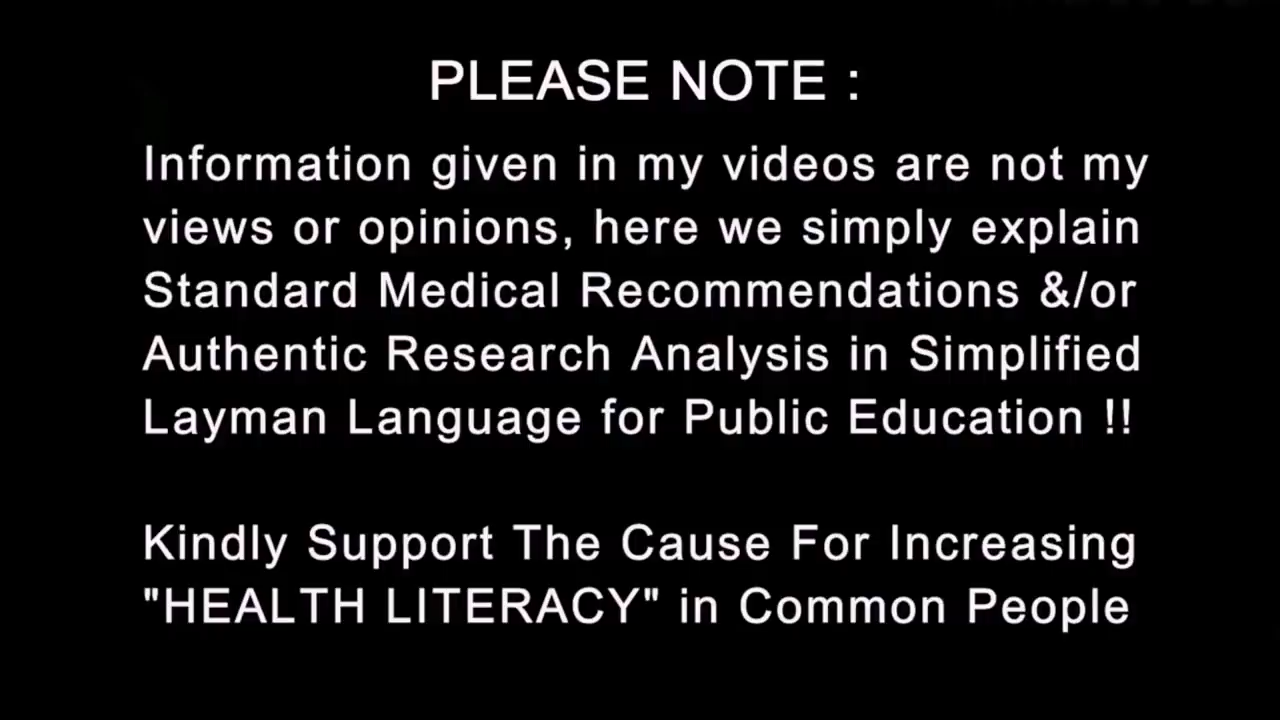 PLEASE NOTE :
Information given in my videos are not my
views or opinions, here we simply explain
Standard Medical Recommendations &/or
Authentic Research Analysis in Simplified
Layman Language for Public Education !!
Kindly Support The Cause For Increasing
"HEALTH LITERACY" in Common People